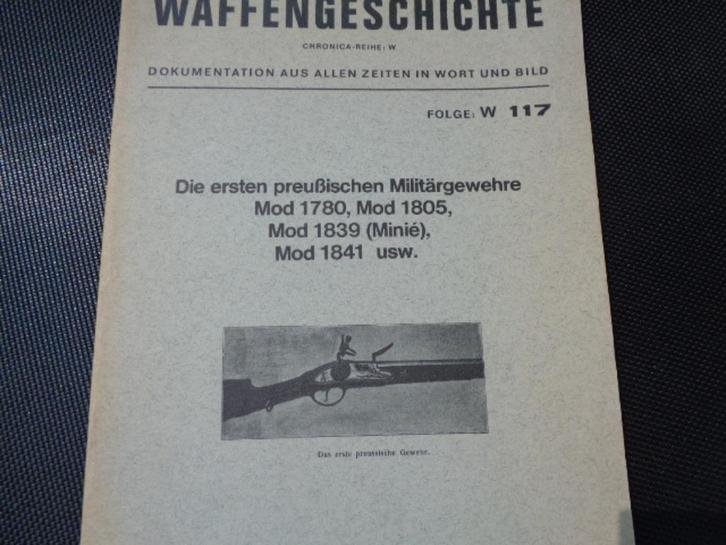 WAFFENGESCHICHTE
CHRONICA-REIHE: W
DOKUMENTATION AUS ALLEN ZEITEN IN WORT UND BILD
FOLGE: W 117
Die ersten preußischen Militärgewehre
Mod 1780, Mod 1805,
Mod 1839 (Minié),
Mod 1841 usw.
Das erste preussische Gewehr.